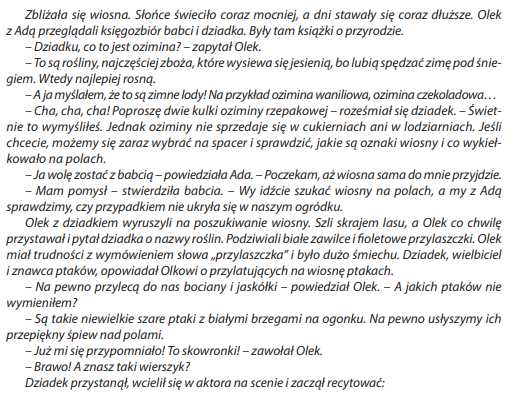 Zbliżała się wiosna. Słońce świeciło coraz mocniej, a dni stawały się coraz dłuższe. Olek
z Adą przeglądali księgozbiór babci i dziadka. Były tam książki o przyrodzie.
– Dziadku, co to jest ozimina? – zapytał Olek.
– To są rośliny, najczęściej zboża, które wysiewa się jesienią, bo lubią spędzać zimę pod śnie-
giem. Wtedy najlepiej rosną.
– A ja myślałem, że to są zimne lody! Na przykład ozimina waniliowa, ozimina czekoladowa…
– Cha, cha, cha! Poproszę dwie kulki oziminy rzepakowej – roześmiał się dziadek. – Świet-
nie to wymyśliłeś. Jednak oziminy nie sprzedaje się w cukierniach ani w lodziarniach. Jeśli
chcecie, możemy się zaraz wybrać na spacer i sprawdzić, jakie są oznaki wiosny i co wykieł-
kowało na polach.
– Ja wolę zostać z babcią – powiedziała Ada. – Poczekam, aż wiosna sama do mnie przyjdzie.
– Mam pomysł – stwierdziła babcia. – Wy idźcie szukać wiosny na polach, a my z Adą
sprawdzimy, czy przypadkiem nie ukryła się w naszym ogródku.
Olek z dziadkiem wyruszyli na poszukiwanie wiosny. Szli skrajem lasu, a Olek co chwilę
przystawał i pytał dziadka o nazwy roślin. Podziwiali białe zawilce i fioletowe przylaszczki. Olek
miał trudności z wymówieniem słowa „przylaszczka” i było dużo śmiechu. Dziadek, wielbiciel
i znawca ptaków, opowiadał Olkowi o przylatujących na wiosnę ptakach.
– Na pewno przylecą do nas bociany i jaskółki – powiedział Olek. – A jakich ptaków nie
wymieniłem?
– Są takie niewielkie szare ptaki z białymi brzegami na ogonku. Na pewno usłyszymy ich
przepiękny śpiew nad polami.
– Już mi się przypomniało! To skowronki! – zawołał Olek.
– Brawo! A znasz taki wierszyk?
Dziadek przystanął, wcielił się w aktora na scenie i zaczął recytować: